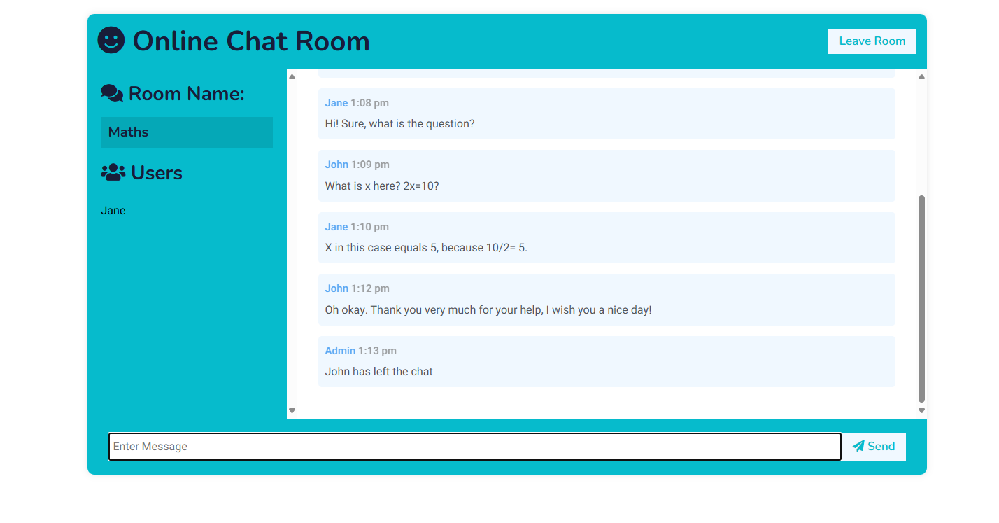 Online Chat Room
Leave Room
Room Name:
Maths
Users
Jane
Jane 1:08 pm
Hi! Sure, what is the question?
John 1:09 pm
What is x here? 2x=10?
Jane 1:10 pm
X in this case equals 5, because 10/2= 5.
John 1:12 pm
Oh okay. Thank you very much for your help, I wish you a nice day!
Admin 1:13 pm
John has left the chat
Enter Message
Send